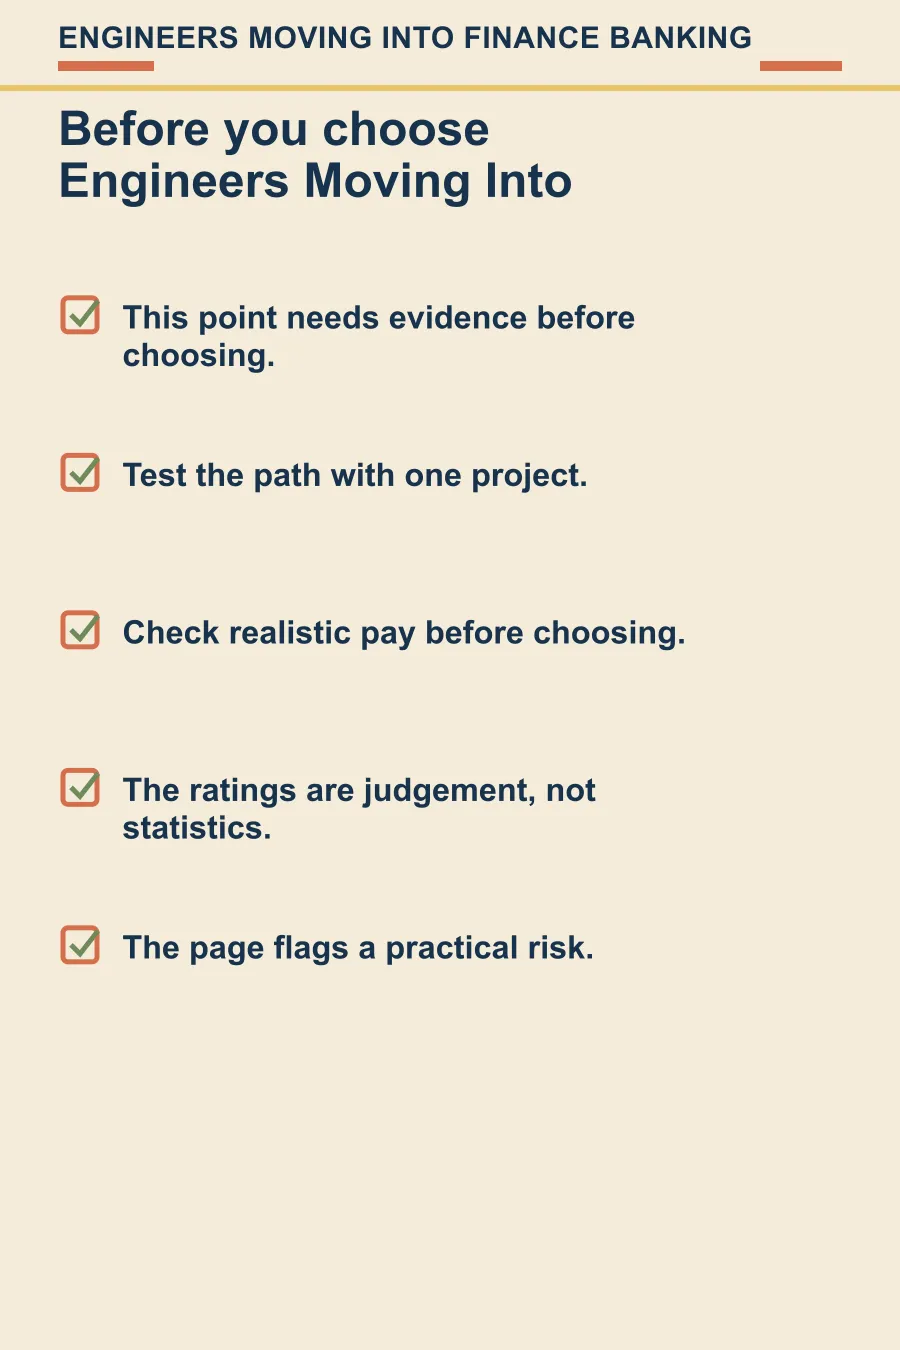 ENGINEERS MOVING INTO FINANCE BANKING
Before you choose
Engineers Moving Into
This point needs evidence before
choosing.
Test the path with one project.
Check realistic pay before choosing.
The ratings are judgement, not
statistics.
The page flags a practical risk.